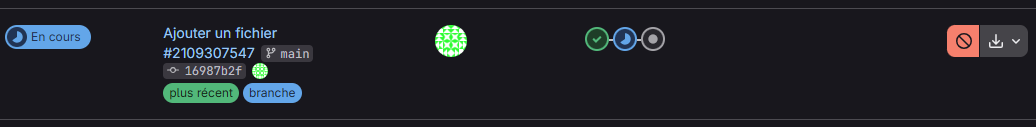 En cours
Ajouter un fichier
#2109307547 main
16987b2f
plus récent branche